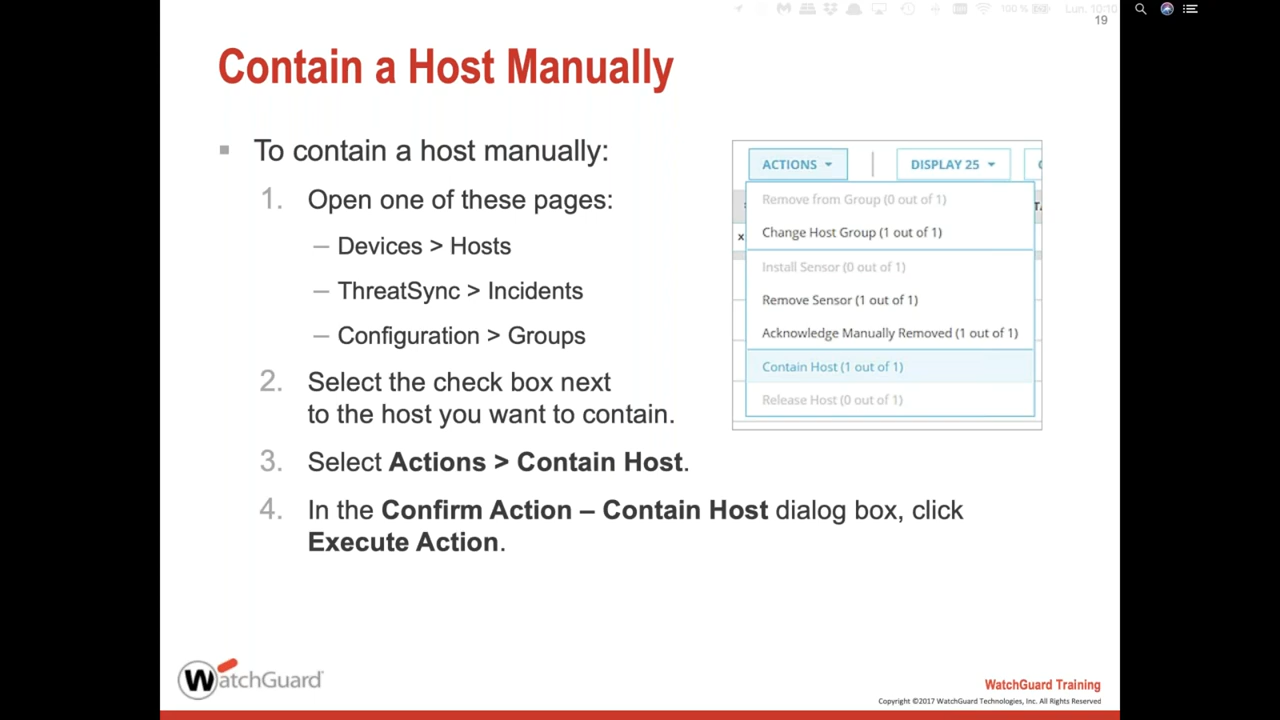 100 % Lun. 10:10
19
Contain a Host Manually
▪ To contain a host manually:
1. Open one of these pages:
– Devices > Hosts
– ThreatSync > Incidents
– Configuration > Groups
2. Select the check box next
to the host you want to contain.
3. Select Actions > Contain Host.
4. In the Confirm Action – Contain Host dialog box, click
Execute Action.
ACTIONS DISPLAY 25
Remove from Group (0 out of 1)
x Change Host Group (1 out of 1)
Install Sensor (0 out of 1)
Remove Sensor (1 out of 1)
Acknowledge Manually Removed (1 out of 1)
Contain Host (1 out of 1)
Release Host (0 out of 1)
WatchGuard
WatchGuard Training
Copyright ©2017 WatchGuard Technologies, Inc. All Rights Reserved